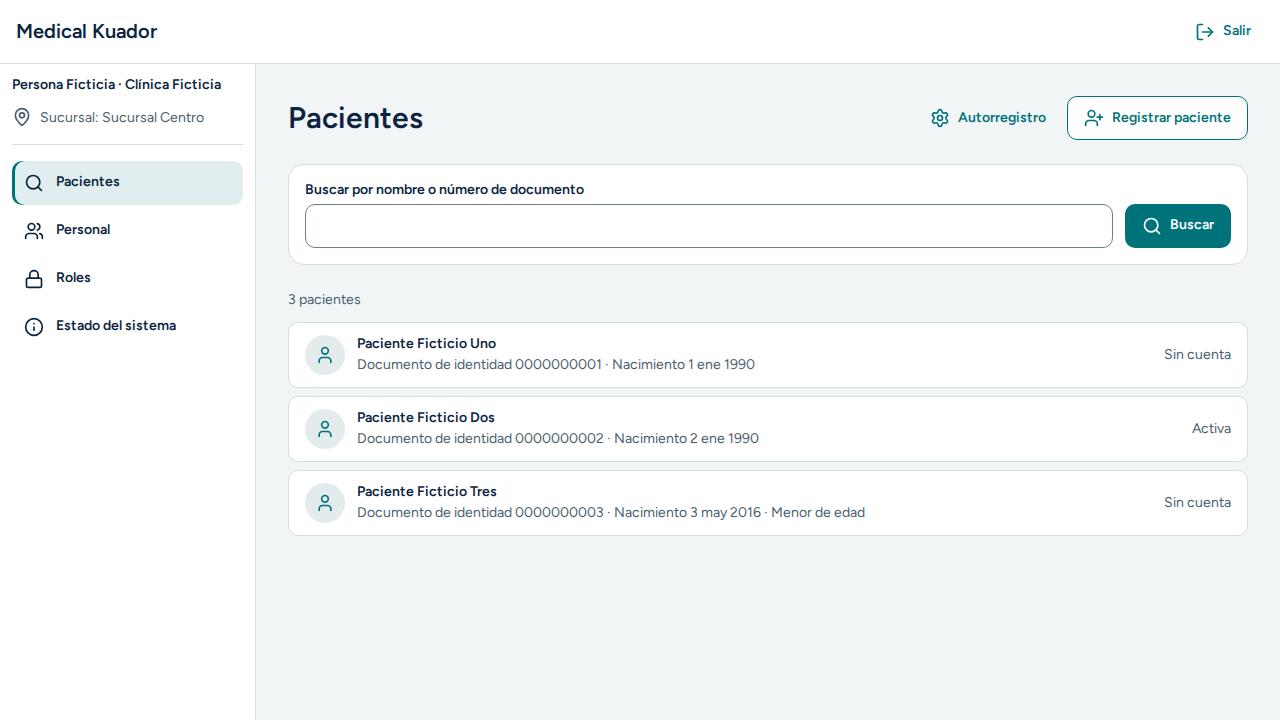 Medical Kuador
Salir
Persona Ficticia · Clínica Ficticia
Sucursal: Sucursal Centro
Pacientes
Personal
Roles
Estado del sistema
Pacientes
Autorregistro
Registrar paciente
Buscar por nombre o número de documento
Buscar
3 pacientes
Paciente Ficticio Uno
Documento de identidad 0000000001 · Nacimiento 1 ene 1990
Sin cuenta
Paciente Ficticio Dos
Documento de identidad 0000000002 · Nacimiento 2 ene 1990
Activa
Paciente Ficticio Tres
Documento de identidad 0000000003 · Nacimiento 3 may 2016 · Menor de edad
Sin cuenta